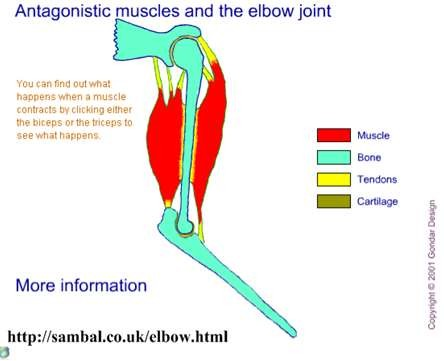 Antagonistic muscles and the elbow joint
You can find out what
happens when a muscle
contracts by clicking either
the biceps or the triceps to
see what happens.
Muscle
Bone
Tendons
Cartilage
Copyright © 2001 Gondar Design
More information
http://sambal.co.uk/elbow.html